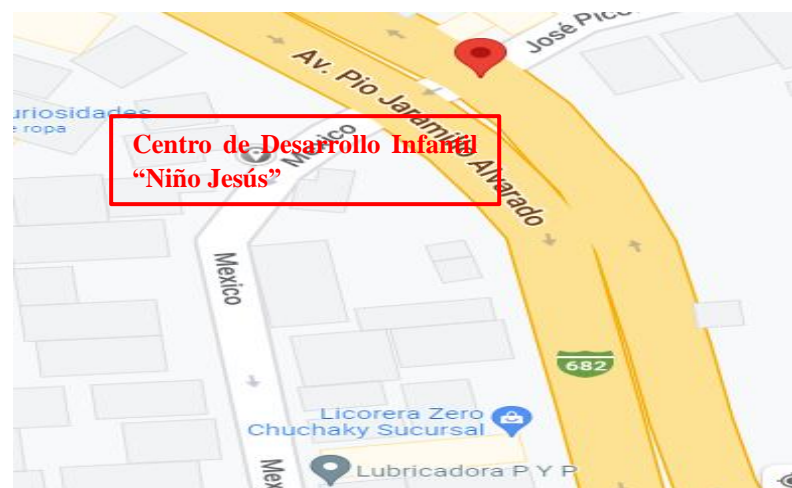 José Pico
Av. Pio Jaramillo Alvarado
uriosidades
e ropa
Mexico
Centro de Desarrollo Infantil
“Niño Jesús”
Mexico
682
Licorera Zero
Chuchaky Sucursal
Mex
Lubricadora P Y P